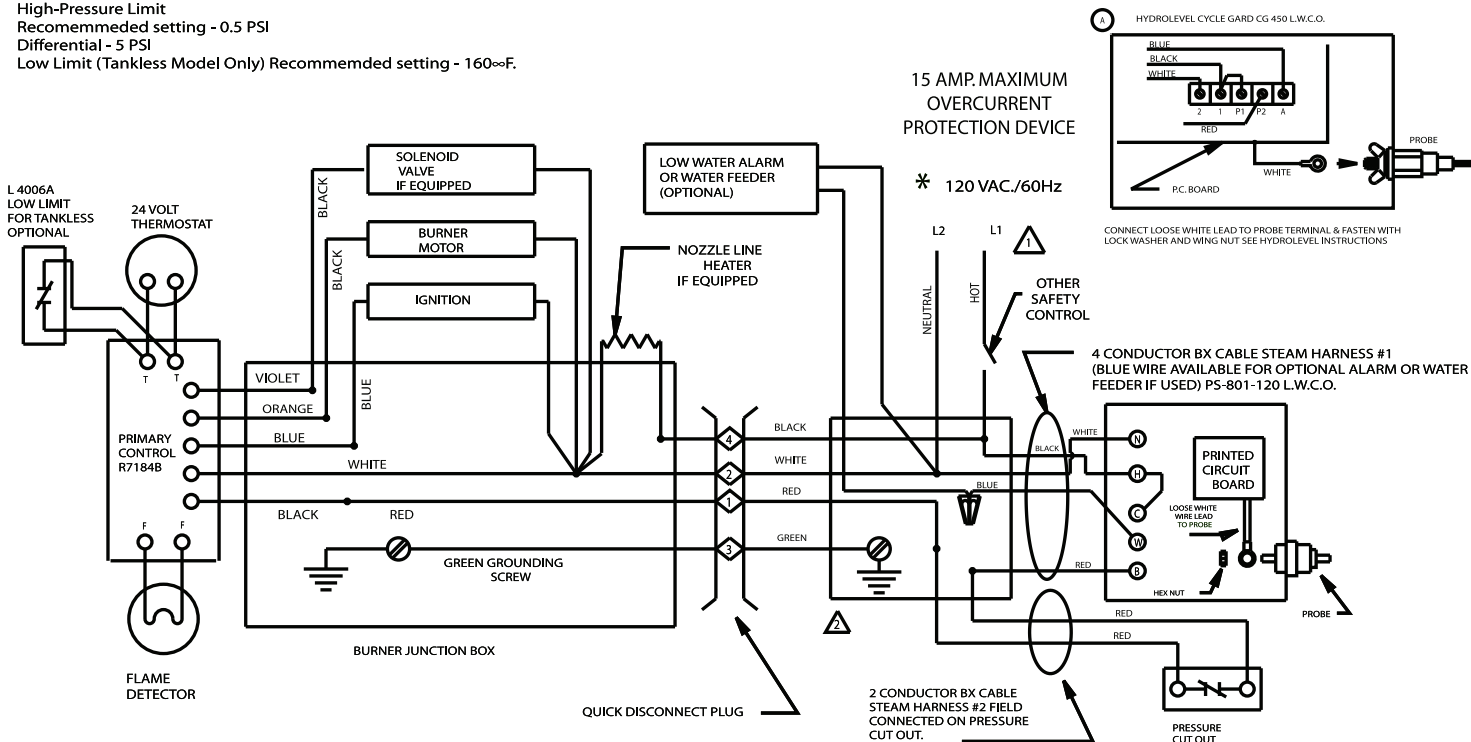 High-Pressure Limit
Recomemmeded setting - 0.5 PSI
Differential - 5 PSI
Low Limit (Tankless Model Only) Recommemded setting - 160∞F.
A
HYDROLEVEL CYCLE GARD CG 450 L.W.C.O.
BLUE
BLACK
WHITE
2 1 P1 P2 A
RED
WHITE
PROBE
P.C. BOARD
CONNECT LOOSE WHITE LEAD TO PROBE TERMINAL & FASTEN WITH
LOCK WASHER AND WING NUT SEE HYDROLEVEL INSTRUCTIONS
15 AMP. MAXIMUM
OVERCURRENT
PROTECTION DEVICE
* 120 VAC./60Hz
L2
L1
1
NEUTRAL
HOT
OTHER
SAFETY
CONTROL
L 4006A
LOW LIMIT
FOR TANKLESS
OPTIONAL
24 VOLT
THERMOSTAT
SOLENOID
VALVE
IF EQUIPPED
BURNER
MOTOR
IGNITION
BLACK
BLACK
BLUE
LOW WATER ALARM
OR WATER FEEDER
(OPTIONAL)
NOZZLE LINE
HEATER
IF EQUIPPED
T T
VIOLET
ORANGE
BLUE
WHITE
BLACK
RED
PRIMARY
CONTROL
R7184B
F F
FLAME
DETECTOR
GREEN GROUNDING
SCREW
BURNER JUNCTION BOX
4
2
1
3
BLACK
WHITE
RED
GREEN
QUICK DISCONNECT PLUG
2
4 CONDUCTOR BX CABLE STEAM HARNESS #1
(BLUE WIRE AVAILABLE FOR OPTIONAL ALARM OR WATER
FEEDER IF USED) PS-801-120 L.W.C.O.
WHITE
BLACK
BLUE
RED
N
H
C
W
B
PRINTED
CIRCUIT
BOARD
LOOSE WHITE
WIRE LEAD
TO PROBE
HEX NUT
PROBE
RED
RED
2 CONDUCTOR BX CABLE
STEAM HARNESS #2 FIELD
CONNECTED ON PRESSURE
CUT OUT.
PRESSURE
CUT OUT